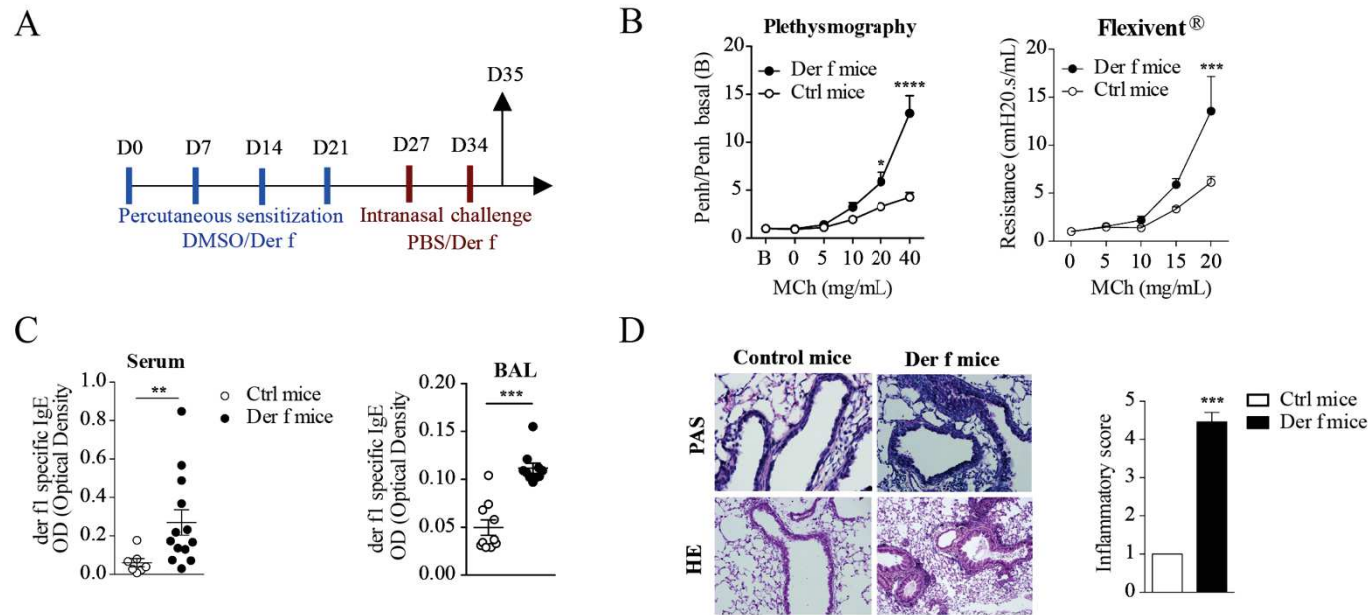 A
D0
D7
D14
D21
D27
D34
D35
Percutaneous sensitization
DMSO/Der f
Intranasal challenge
PBS/Der f
B
Plethysmography
Penh/Penh basal (B)
20
15
10
5
0
Der f mice
Ctrl mice
*
****
B 0 5 10 20 40
MCh (mg/mL)
Flexivent ®
Resistance (cmH20.s/mL)
20
15
10
5
0
Der f mice
Ctrl mice
***
0 5 10 15 20
MCh (mg/mL)
C
Serum
der f1 specific IgE
OD (Optical Density
1.0
0.8
0.6
0.4
0.2
0.0
**
Ctrl mice
Der f mice
BAL
der f1 specific IgE
OD (Optical Density
0.20
0.15
0.10
0.05
0.00
***
D
Control mice
Der f mice
PAS
HE
Inflammatory score
5
4
3
2
1
0
***
Ctrl mice
Der f mice